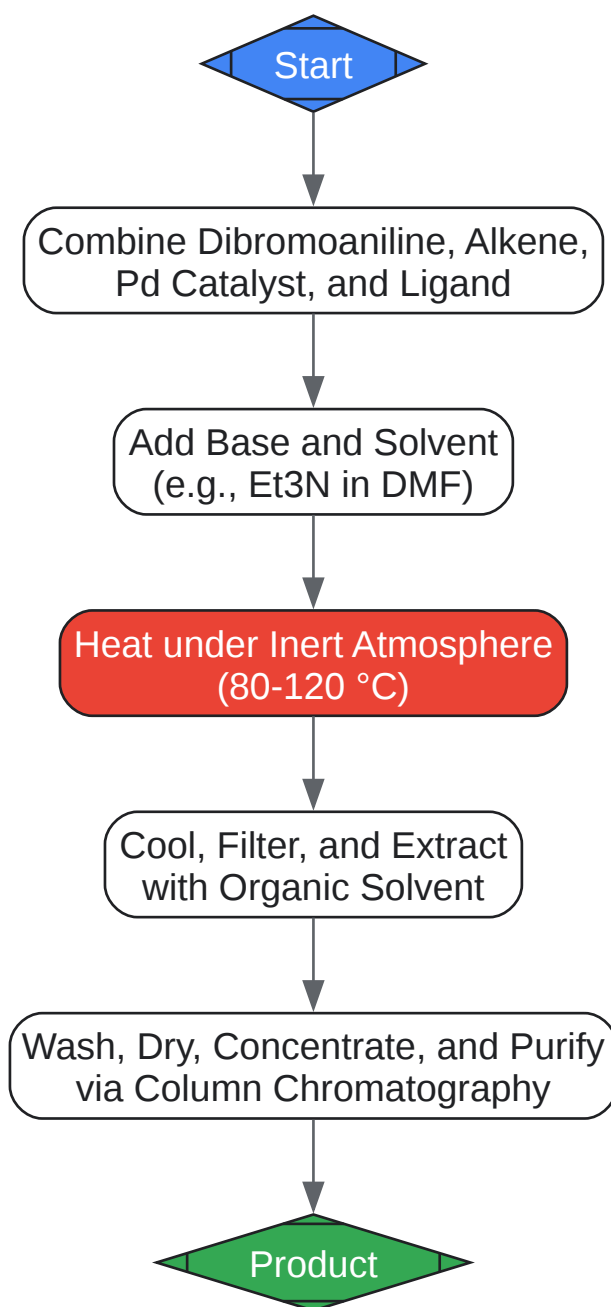 Start
Combine Dibromoaniline, Alkene,
Pd Catalyst, and Ligand
Add Base and Solvent
(e.g., Et3N in DMF)
Heat under Inert Atmosphere
(80-120 °C)
Cool, Filter, and Extract
with Organic Solvent
Wash, Dry, Concentrate, and Purify
via Column Chromatography
Product